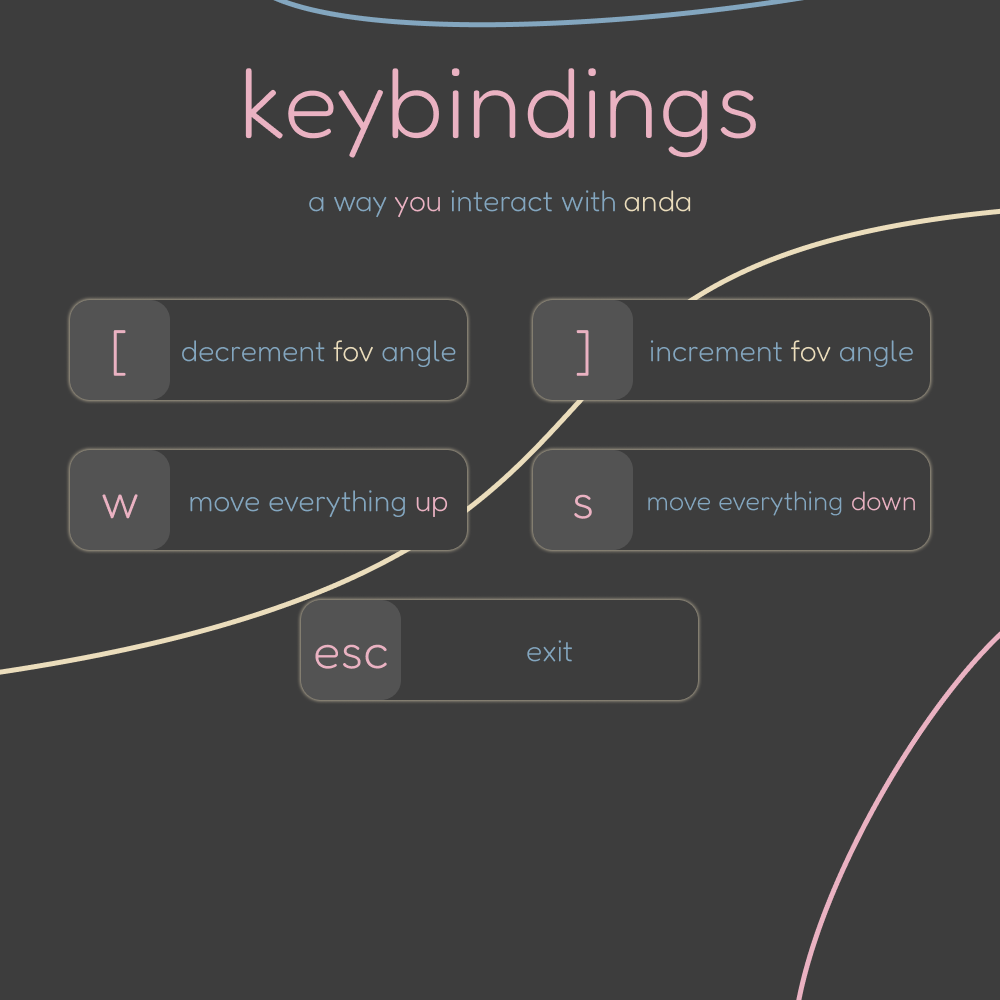 keybindings
a way you interact with anda
[ decrement fov angle
] increment fov angle
w move everything up
s move everything down
esc exit